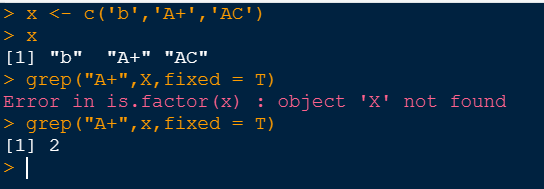 > x <- c('b','A+','AC')
> x
[1] "b"  "A+" "AC"
> grep("A+",X,fixed = T)
Error in is.factor(x) : object 'X' not found
> grep("A+",x,fixed = T)
[1] 2
>